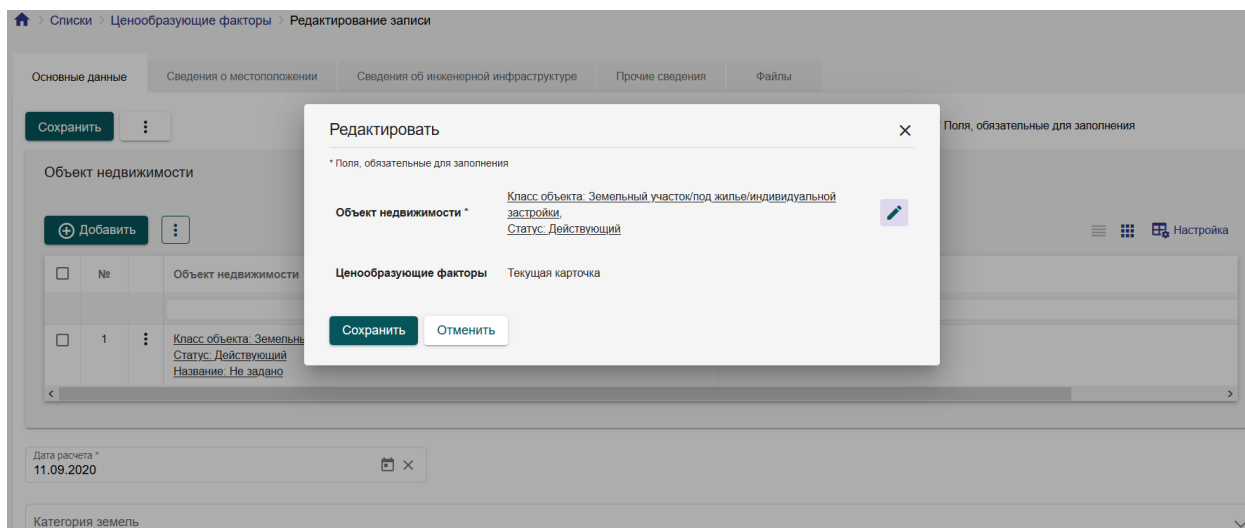 Списки > Ценообразующие факторы > Редактирование записи
Основные данные
Сведения о местоположении
Сведения об инженерной инфраструктуре
Прочие сведения
Файлы
Сохранить
Поля, обязательные для заполнения
Объект недвижимости
Добавить
Настройка
№
Объект недвижимости
1
Класс объекта:
Статус: Действующий
Название: Не задано
Дата расчета *
11.09.2020
Категория земель
Редактировать
* Поля, обязательные для заполнения
Объект недвижимости *
Класс объекта: Земельный участок/под жилье/индивидуальной
застройки,
Статус: Действующий
Ценообразующие факторы
Текущая карточка
Сохранить
Отменить